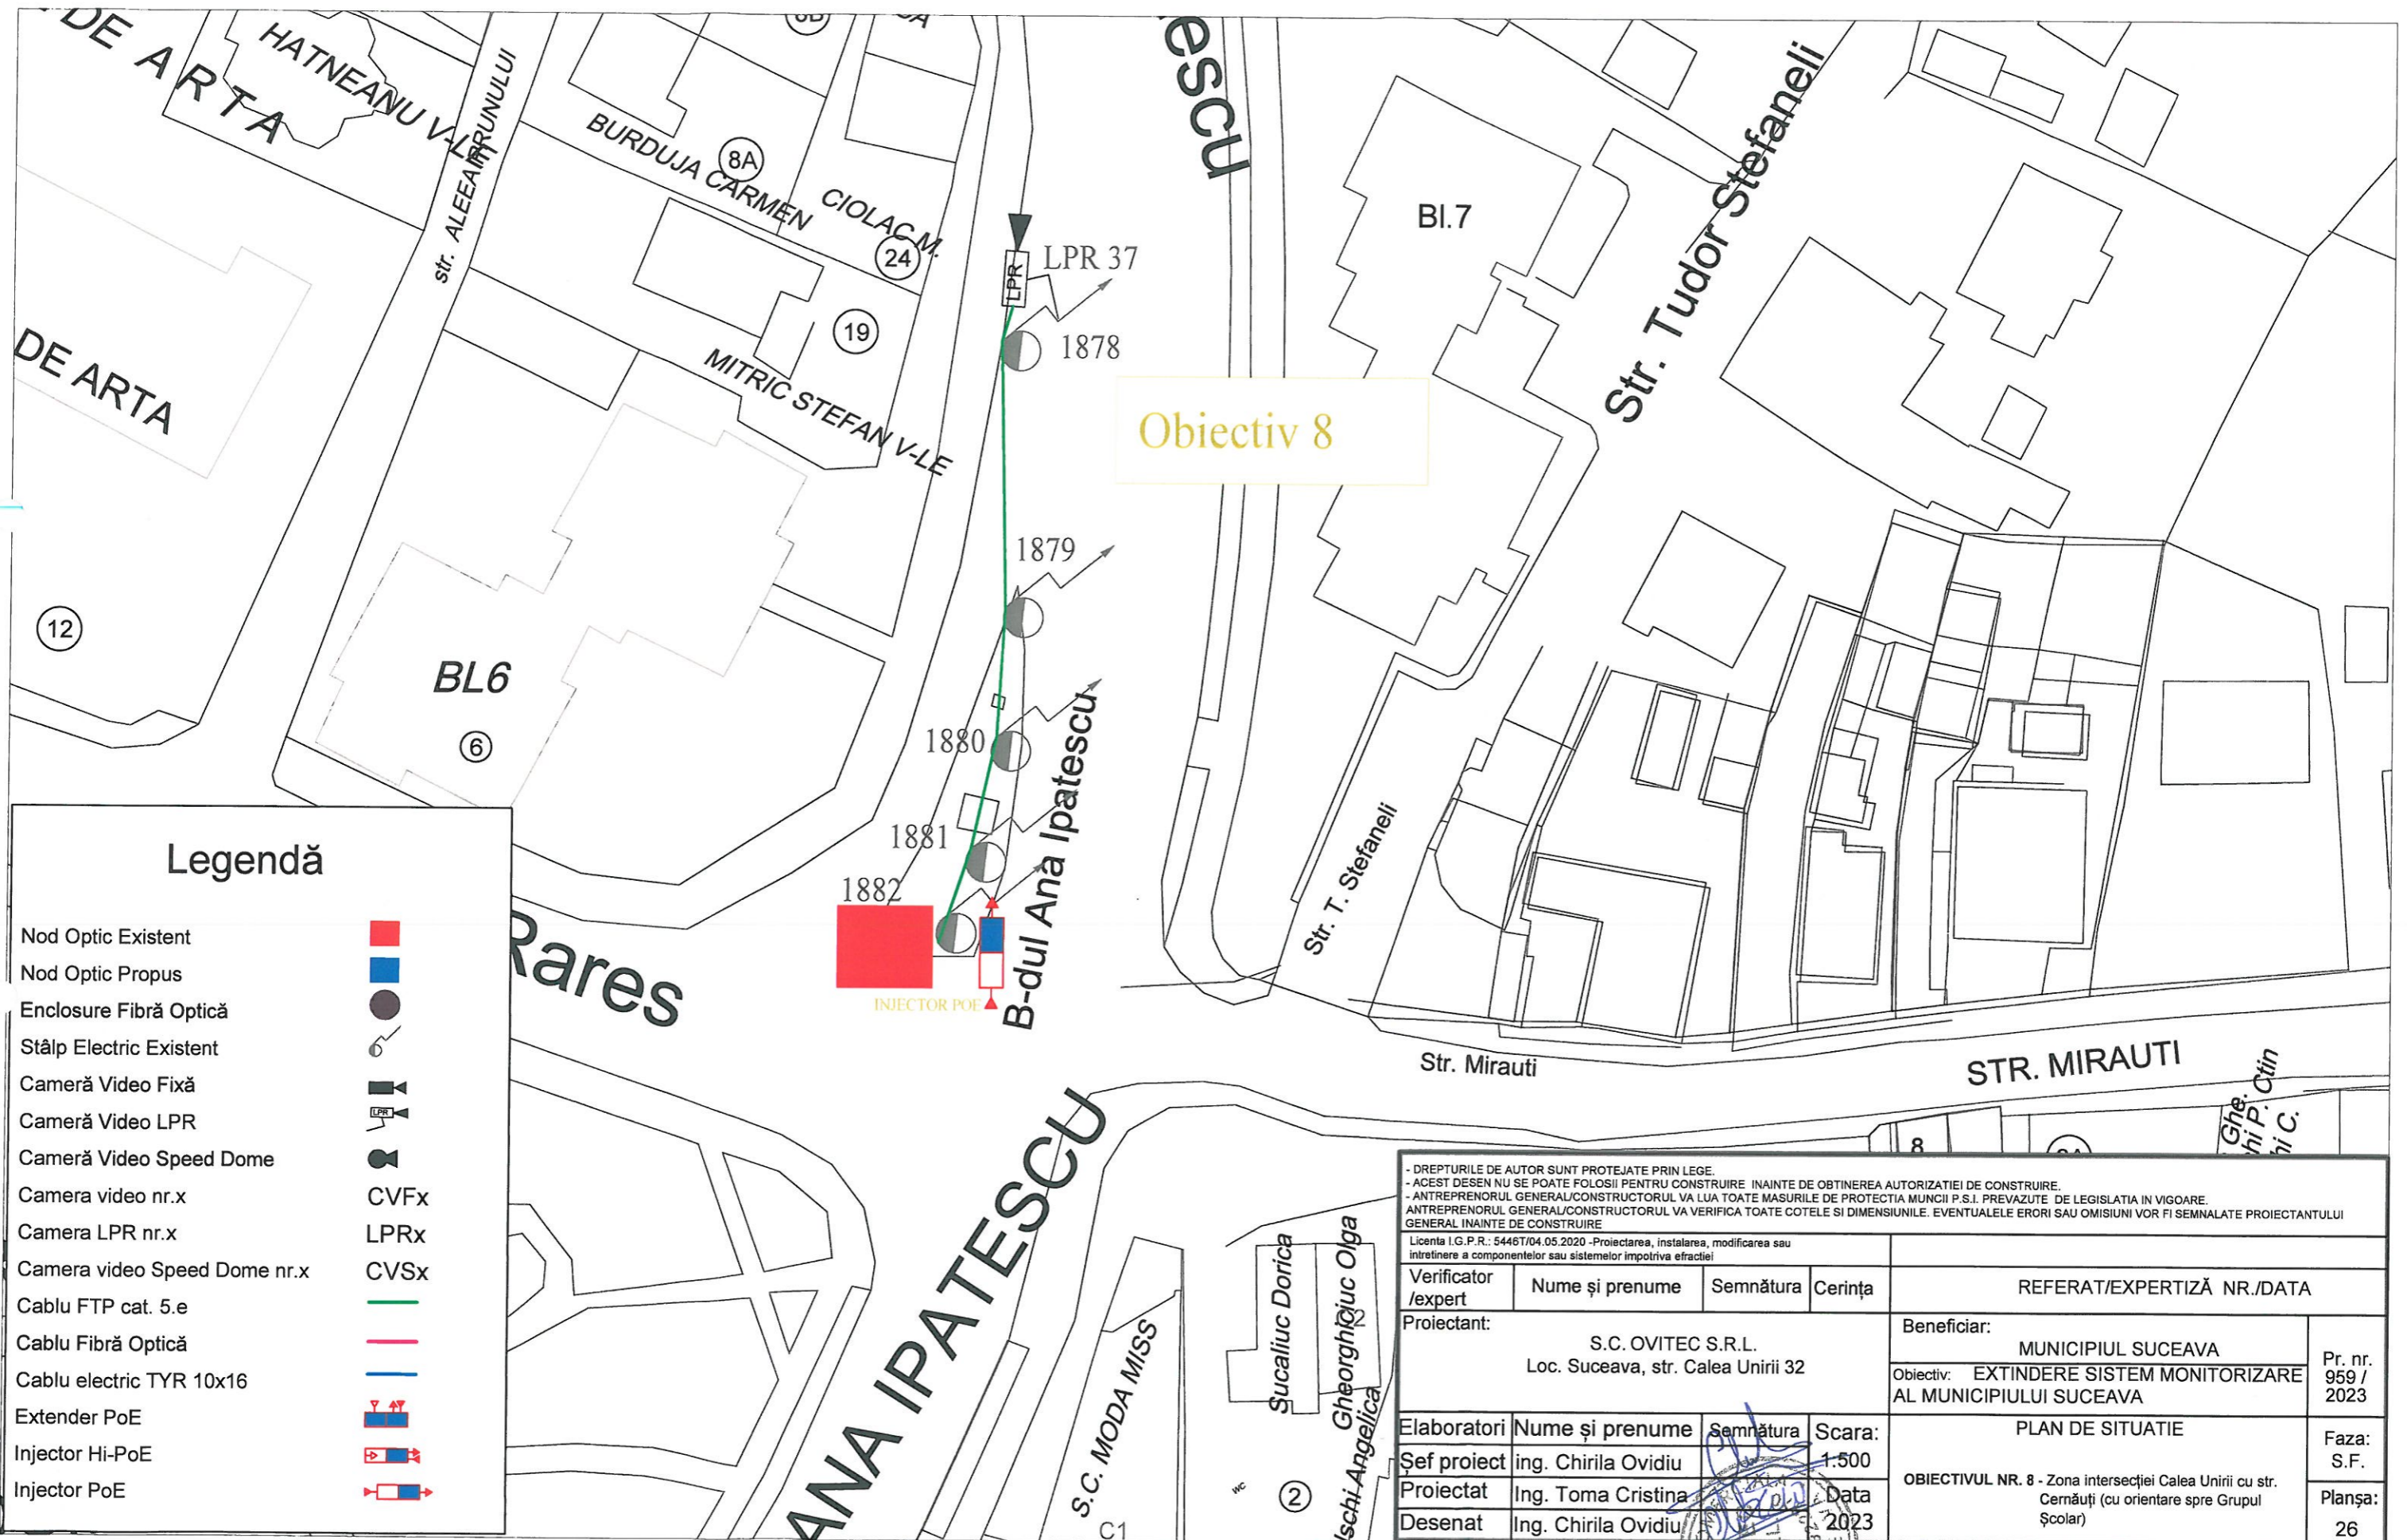 DE ARTA
HATNEANU V-LE
str. ALEEA
BURDUJA CARMEN
8A
CIOLAC M.
24
19
MITRIC STEFAN V-LE
DE ARTA
12
BL6
6
escu
LPR
LPR 37
1878
Obiectiv 8
1879
1880
1881
1882
INJECTOR POE
B-dul Ana Ipatescu
Bl.7
Str. Tudor Stefaneli
Str. T. Stefaneli
Rares
Str. Mirauti
STR. MIRAUTI
8
Ghe.
hi P. Ctin
hi C.
ANA IPATESCU
S.C. MODA MISS
C1
Sucaliuc Dorica
Gheorghiciuc Olga
Ischi Angelica
wc
2
Legendă
Nod Optic Existent
Nod Optic Propus
Enclosure Fibră Optică
Stâlp Electric Existent
Cameră Video Fixă
Cameră Video LPR
LPR
Cameră Video Speed Dome
Camera video nr.x CVFx
Camera LPR nr.x LPRx
Camera video Speed Dome nr.x CVSx
Cablu FTP cat. 5.e
Cablu Fibră Optică
Cablu electric TYR 10x16
Extender PoE
Injector Hi-PoE
Injector PoE
- DREPTURILE DE AUTOR SUNT PROTEJATE PRIN LEGE.
- ACEST DESEN NU SE POATE FOLOSII PENTRU CONSTRUIRE INAINTE DE OBTINEREA AUTORIZATIEI DE CONSTRUIRE.
- ANTREPRENORUL GENERAL/CONSTRUCTORUL VA LUA TOATE MASURILE DE PROTECTIA MUNCII P.S.I. PREVAZUTE DE LEGISLATIA IN VIGOARE.
ANTREPRENORUL GENERAL/CONSTRUCTORUL VA VERIFICA TOATE COTELE SI DIMENSIUNILE. EVENTUALELE ERORI SAU OMISIUNI VOR FI SEMNALATE PROIECTANTULUI
GENERAL INAINTE DE CONSTRUIRE
Licenta I.G.P.R.: 5446T/04.05.2020 -Proiectarea, instalarea, modificarea sau
intretinere a componentelor sau sistemelor impotriva efractiei
Verificator
/expert
Nume și prenume
Semnătura
Cerința
REFERAT/EXPERTIZĂ NR./DATA
Proiectant:
S.C. OVITEC S.R.L.
Loc. Suceava, str. Calea Unirii 32
Beneficiar:
MUNICIPIUL SUCEAVA
Obiectiv: EXTINDERE SISTEM MONITORIZARE
AL MUNICIPIULUI SUCEAVA
Pr. nr.
959 /
2023
Elaboratori
Nume și prenume
Semnătura
Scara:
1:500
Șef proiect
ing. Chirila Ovidiu
Proiectat
Ing. Toma Cristina
Data
2023
Desenat
Ing. Chirila Ovidiu
PLAN DE SITUATIE
OBIECTIVUL NR. 8 - Zona intersecției Calea Unirii cu str.
Cernăuți (cu orientare spre Grupul
Școlar)
Faza:
S.F.
Planșa:
26